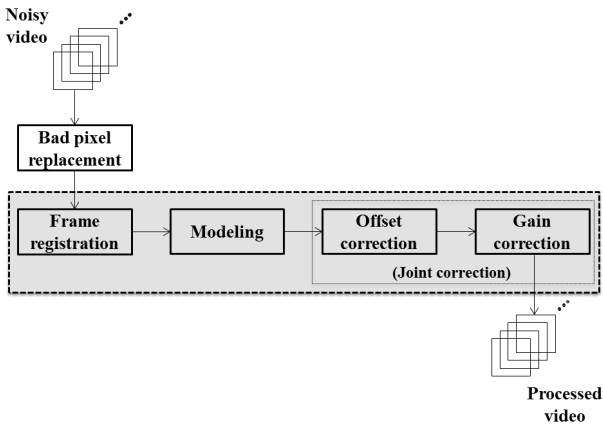 Noisy
video
Bad pixel
replacement
Frame
registration
Modeling
Offset
correction
Gain
correction
(Joint correction)
Processed
video